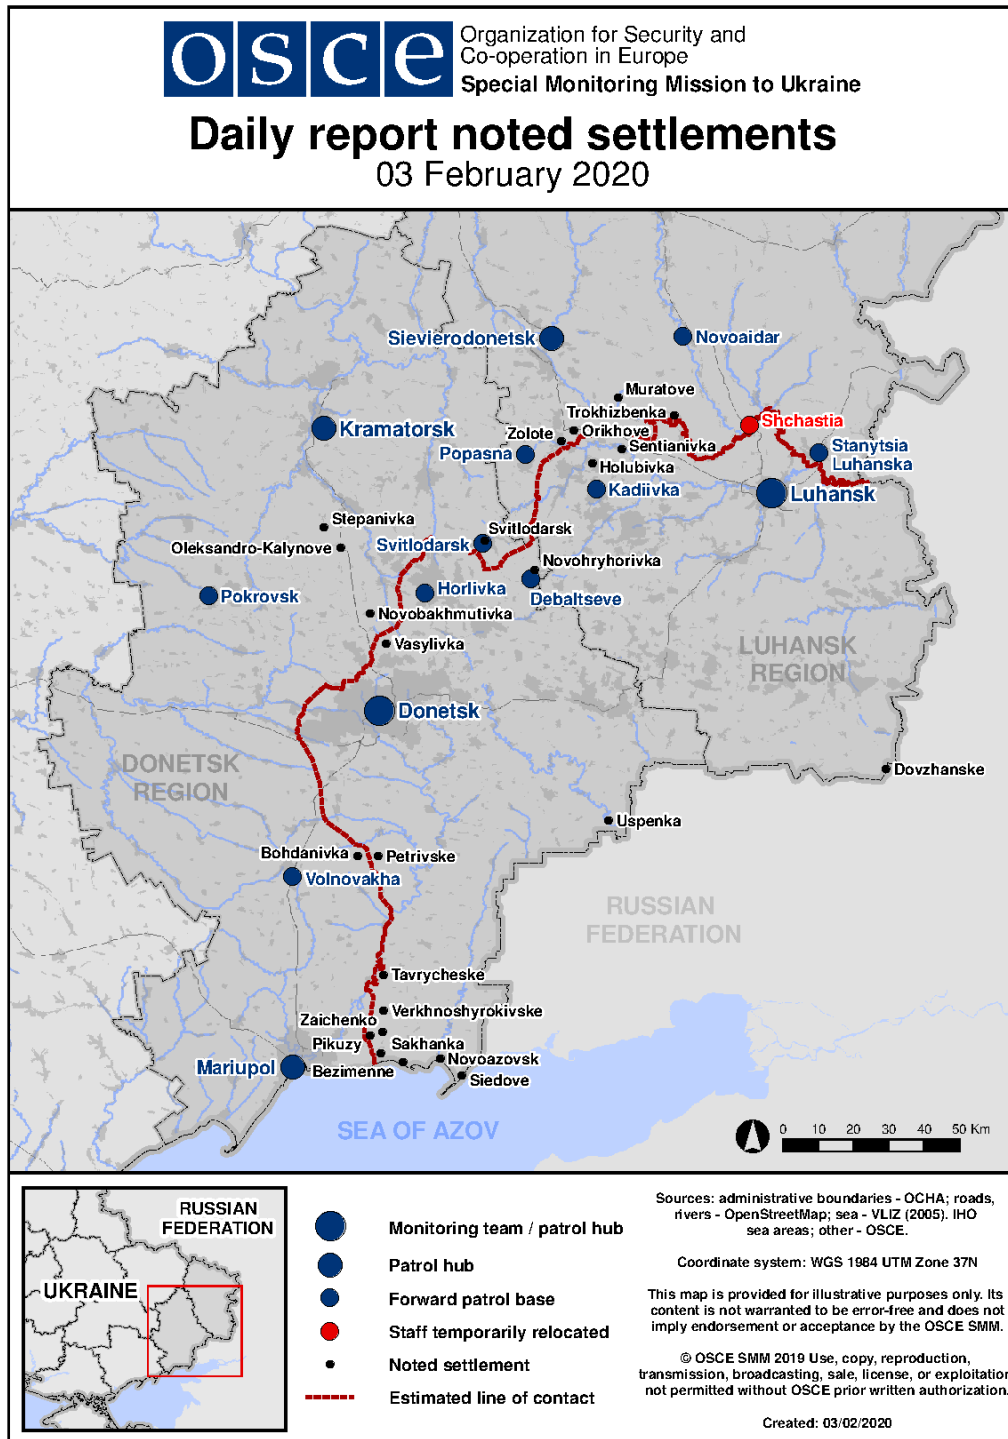 osce
Organization for Security and
Co-operation in Europe
Special Monitoring Mission to Ukraine
Daily report noted settlements
03 February 2020
Sievierodonetsk
Novoaidar
Muratove
Trokhizbenka
Shchastia
Kramatorsk
Orikhove
Zolote
Sentianivka
Stanytsia
Luhanska
Popasna
Holubivka
Kadiivka
Luhansk
Stepanivka
Svitlodarsk
Oleksandro-Kalynove
Svitlodarsk
Novohryhorivka
Horlivka
Debaltseve
Pokrovsk
Novobakhmutivka
Vasylivka
LUHANSK
REGION
Donetsk
DONETSK
REGION
Dovzhanske
Uspenka
Bohdanivka
Petrivske
Volnovakha
RUSSIAN
FEDERATION
Tavrycheske
Verkhnoshyrokivske
Zaichenko
Pikuzy
Sakhanka
Novoazovsk
Mariupol
Bezimenne
Siedove
SEA OF AZOV
0 10 20 30 40 50 Km
RUSSIAN
FEDERATION
UKRAINE
Monitoring team / patrol hub
Patrol hub
Forward patrol base
Staff temporarily relocated
Noted settlement
Estimated line of contact
Sources: administrative boundaries - OCHA; roads,
rivers - OpenStreetMap; sea - VLIZ (2005). IHO
sea areas; other - OSCE.
Coordinate system: WGS 1984 UTM Zone 37N
This map is provided for illustrative purposes only. Its
content is not warranted to be error-free and does not
imply endorsement or acceptance by the OSCE SMM.
© OSCE SMM 2019 Use, copy, reproduction,
transmission, broadcasting, sale, license, or exploitation
not permitted without OSCE prior written authorization.
Created: 03/02/2020